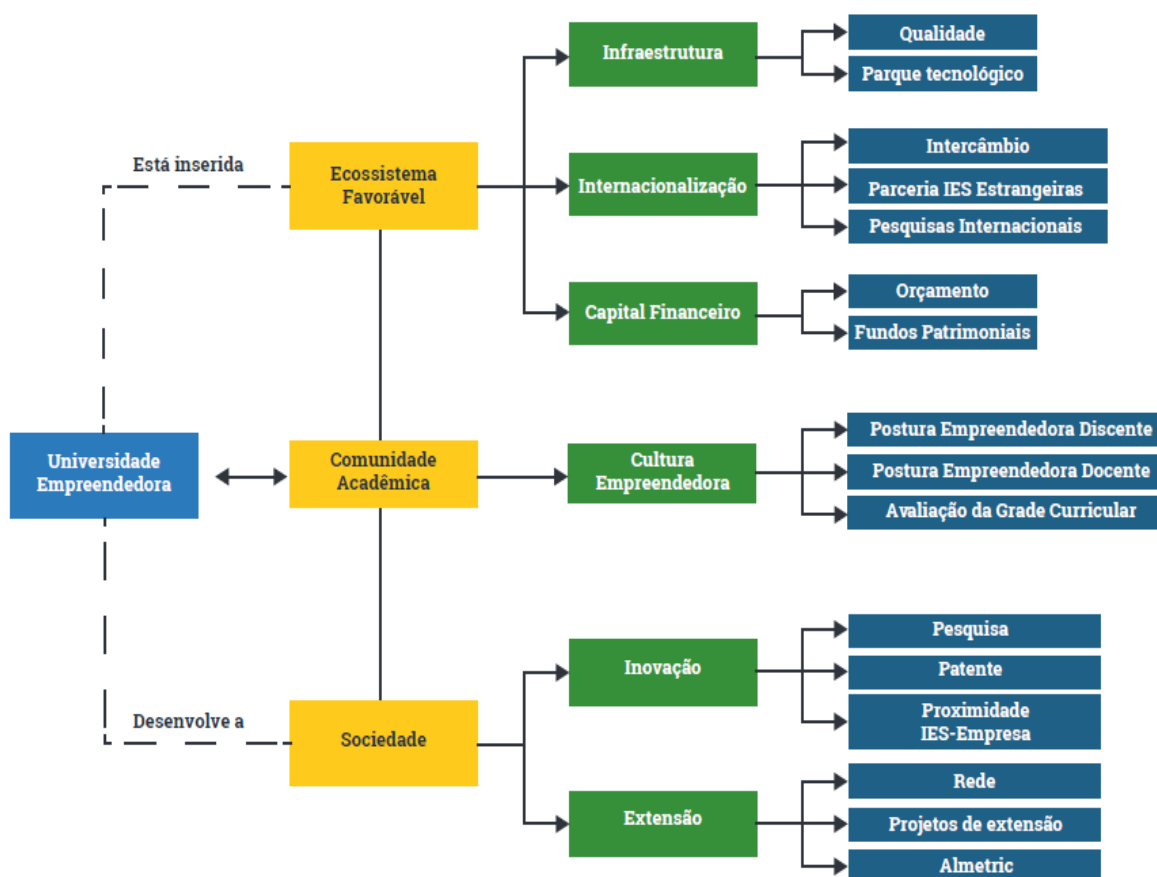 Infraestrutura
Qualidade
Parque tecnológico
Está inserida
Ecossistema
Favorável
Internacionalização
Intercâmbio
Parceria IES Estrangeiras
Pesquisas Internacionais
Capital Financeiro
Orçamento
Fundos Patrimoniais
Universidade
Empreendedora
Comunidade
Acadêmica
Cultura
Empreendedora
Postura Empreendedora Discente
Postura Empreendedora Docente
Avaliação da Grade Curricular
Desenvolve a
Sociedade
Inovação
Pesquisa
Patente
Proximidade
IES-Empresa
Extensão
Rede
Projetos de extensão
Almetric